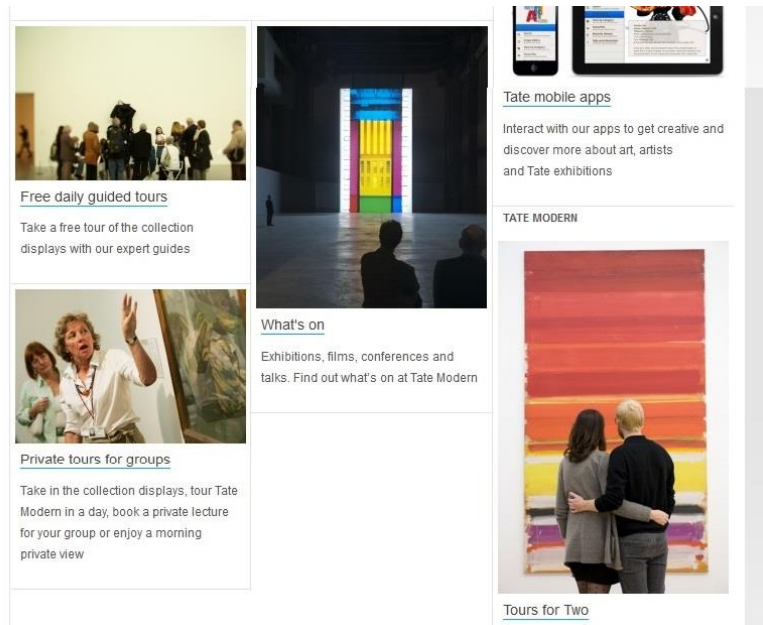 Free daily guided tours
Take a free tour of the collection
displays with our expert guides
Private tours for groups
Take in the collection displays, tour Tate
Modern in a day, book a private lecture
for your group or enjoy a morning
private view
What's on
Exhibitions, films, conferences and
talks. Find out what's on at Tate Modern
Tate mobile apps
Interact with our apps to get creative and
discover more about art, artists
and Tate exhibitions
TATE MODERN
Tours for Two